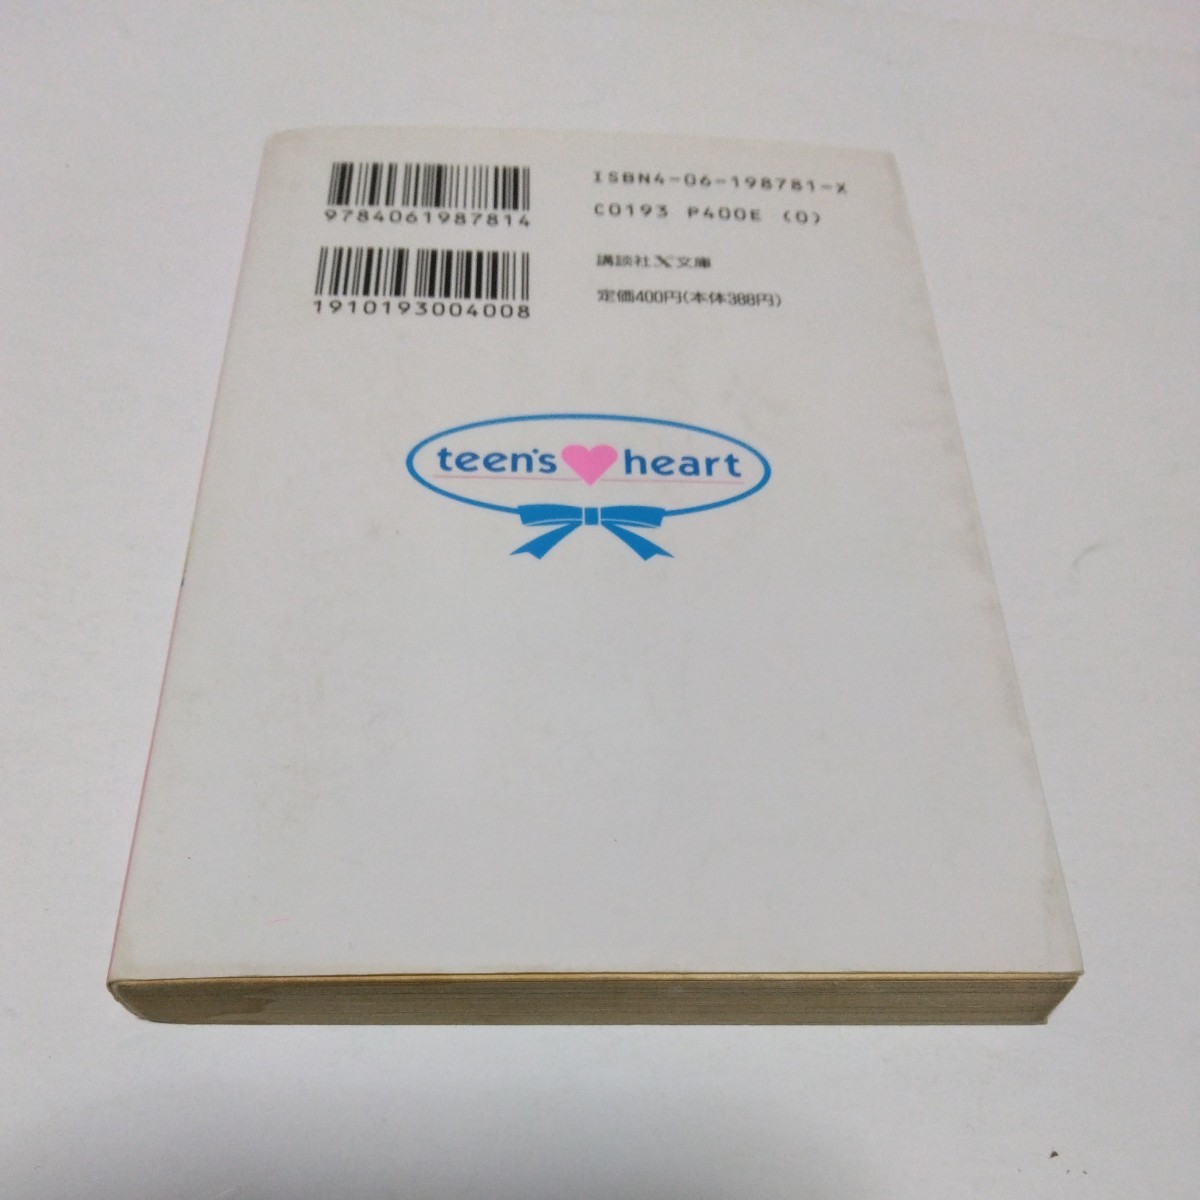 9784061987814
1910193004008
ISBN4-06-198781-X
C0193 P400E (0)
講談社X文庫
定価400円(本体388円)
teen's♥heart